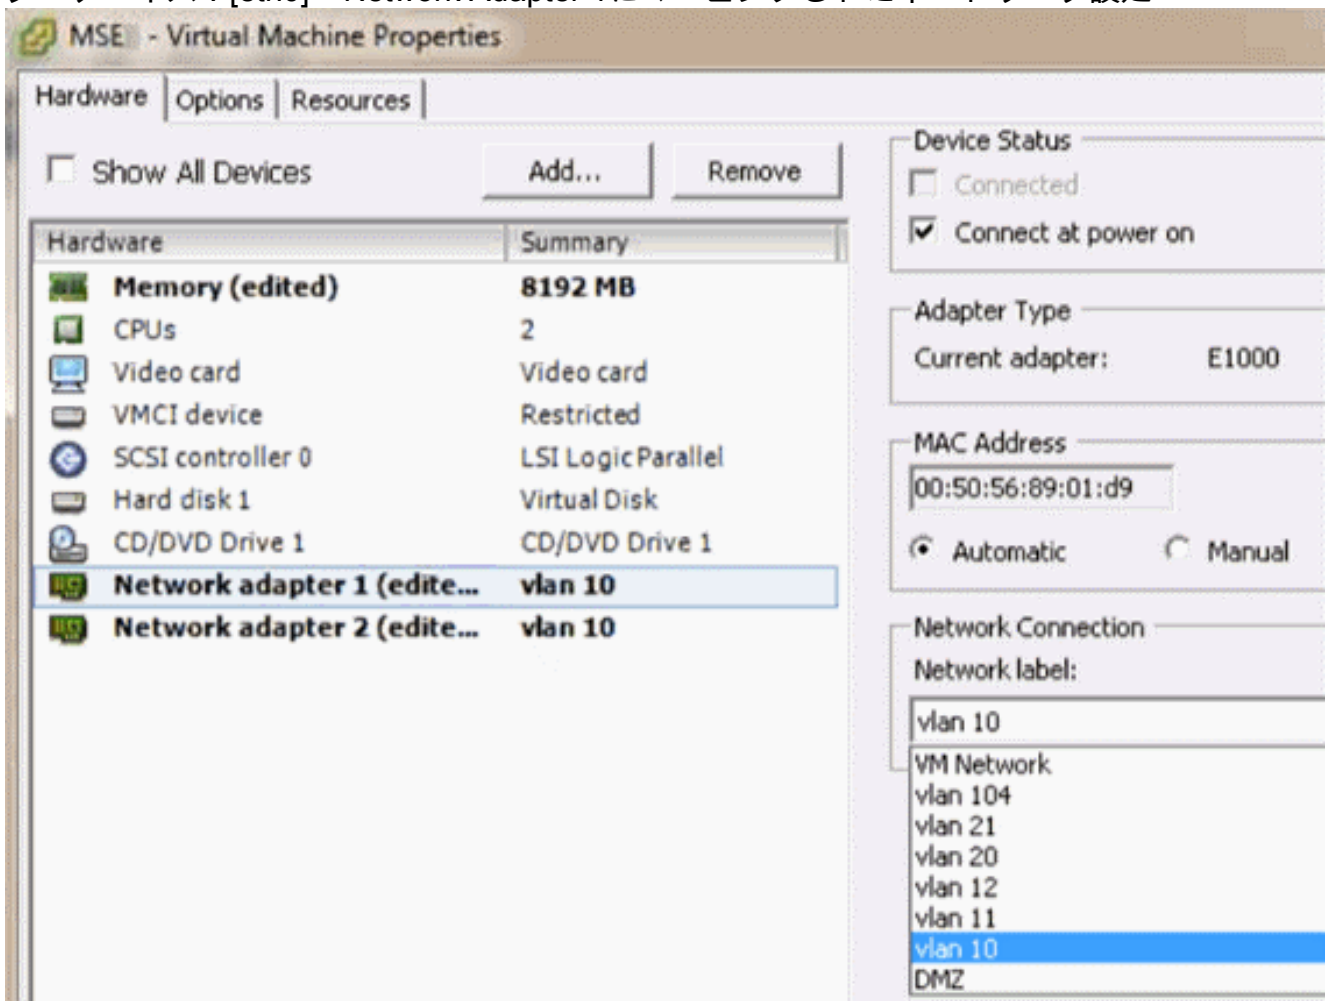 MSE - Virtual Machine Properties
Hardware Options Resources
Show All Devices Add... Remove
Hardware Summary
Memory (edited) 8192 MB
CPUs 2
Video card Video card
VMCI device Restricted
SCSI controller 0 LSI Logic Parallel
Hard disk 1 Virtual Disk
CD/DVD Drive 1 CD/DVD Drive 1
Network adapter 1 (edite... vlan 10
Network adapter 2 (edite... vlan 10
Device Status
Connected
Connect at power on
Adapter Type
Current adapter: E1000
MAC Address
00:50:56:89:01:d9
Automatic Manual
Network Connection
Network label:
vlan 10
VM Network
vlan 104
vlan 21
vlan 20
vlan 12
vlan 11
vlan 10
DMZ